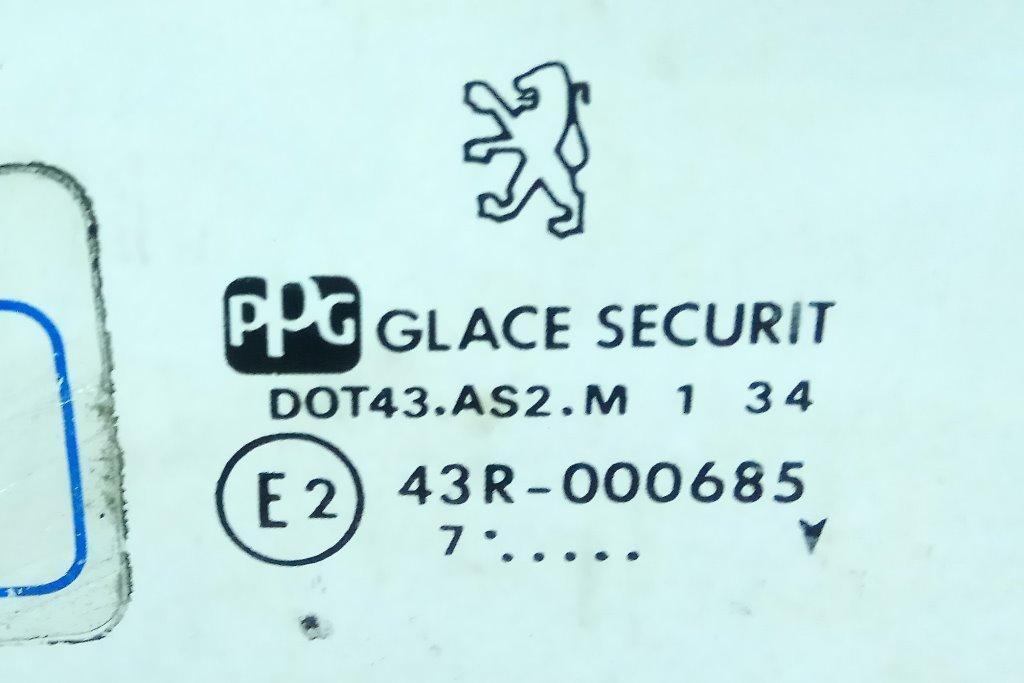 PPG GLACE SECURIT
DOT43.AS2.M 1 34
E2 43R-000685
7 ·.....